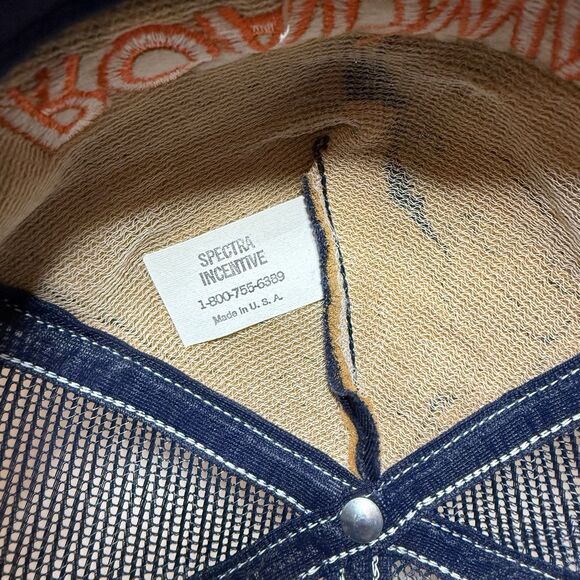 SPECTRA
INCENTIVE
1-800-755-6389
Made in U. S. A.